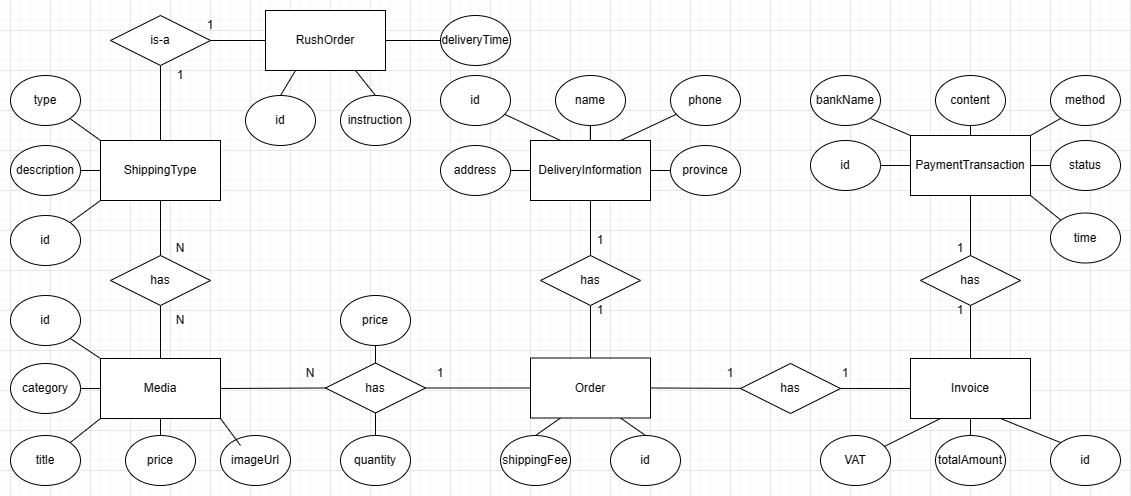 is-a
1
RushOrder
deliveryTime
1
id
instruction
type
description
ShippingType
id
id
name
phone
address
DeliveryInformation
province
bankName
content
method
id
PaymentTransaction
status
time
N
has
N
1
has
1
1
has
1
id
category
Media
title
price
imageUrl
price
N
has
1
quantity
Order
shippingFee
id
1
has
1
Invoice
VAT
totalAmount
id